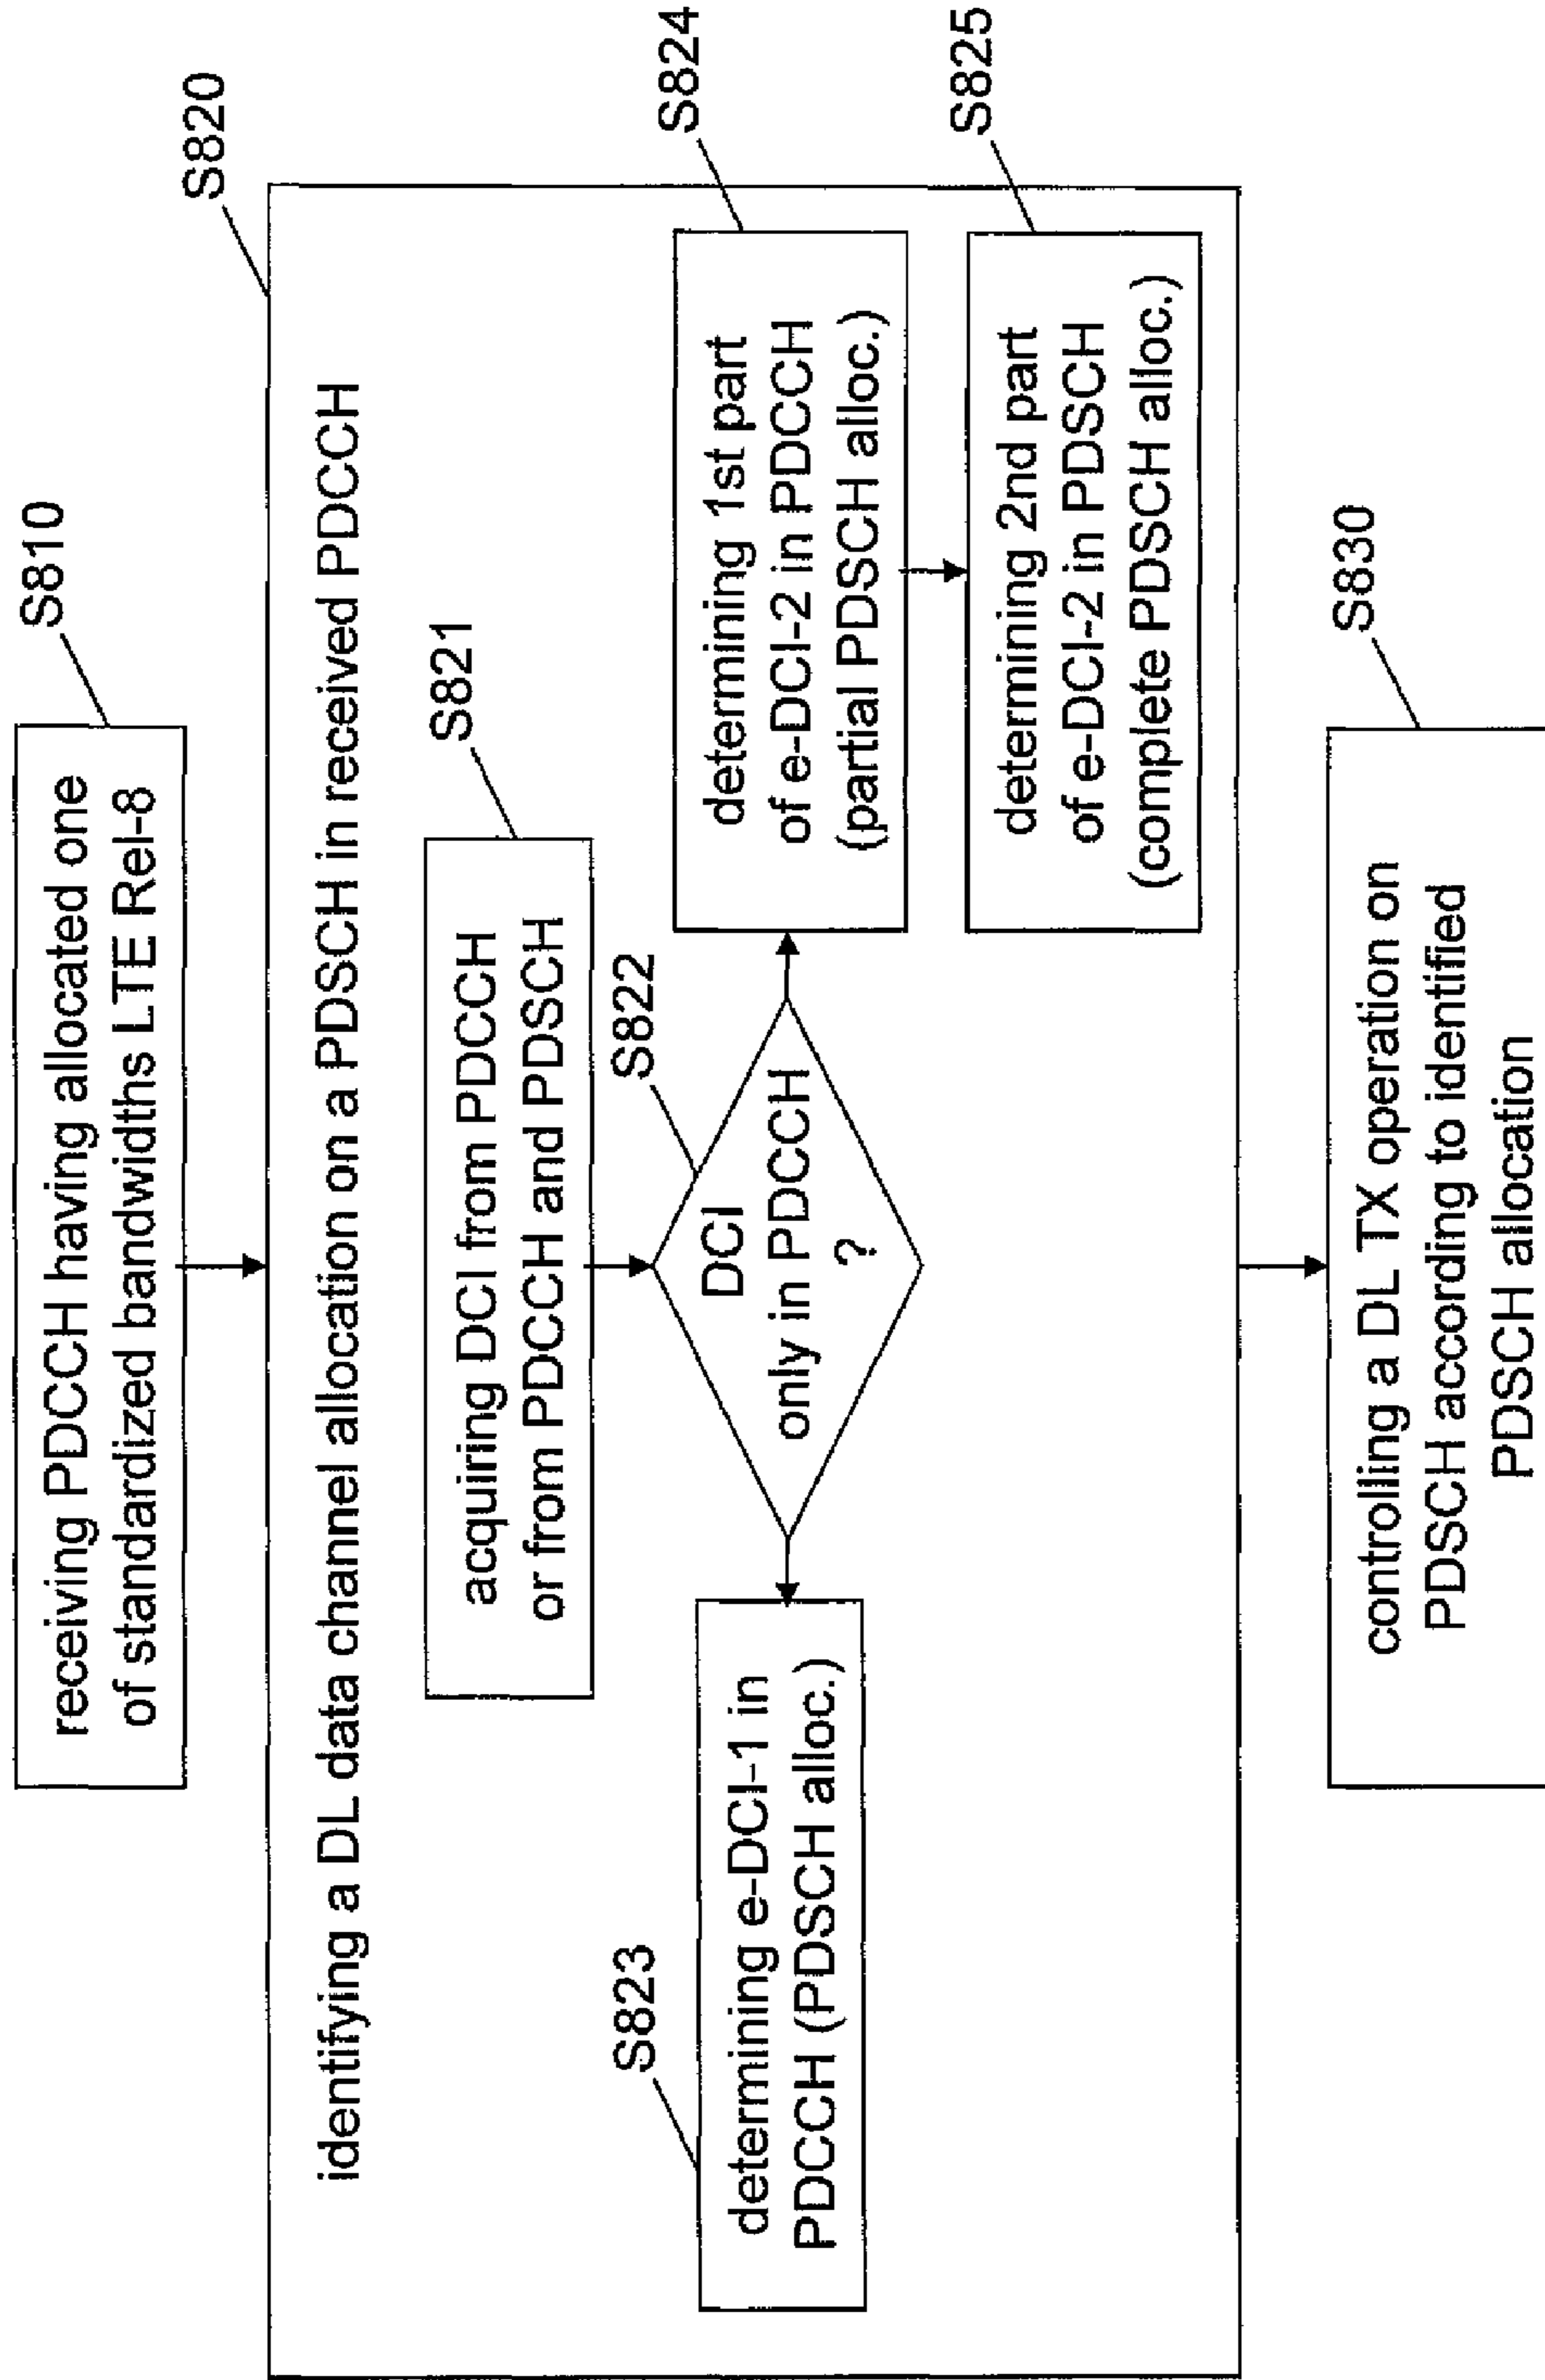 receiving PDCCH having allocated one
of standardized bandwidths LTE Rel-8
S810
identifying a DL data channel allocation on a PDSCH in received PDCCH
S820
acquiring DCI from PDCCH
or from PDCCH and PDSCH
S821
DCI
only in PDCCH
?
S822
determining e-DCI-1 in
PDCCH (PDSCH alloc.)
S823
determining 1st part
of e-DCI-2 in PDCCH
(partial PDSCH alloc.)
S824
determining 2nd part
of e-DCI-2 in PDSCH
(complete PDSCH alloc.)
S825
controlling a DL TX operation on
PDSCH according to identified
PDSCH allocation
S830